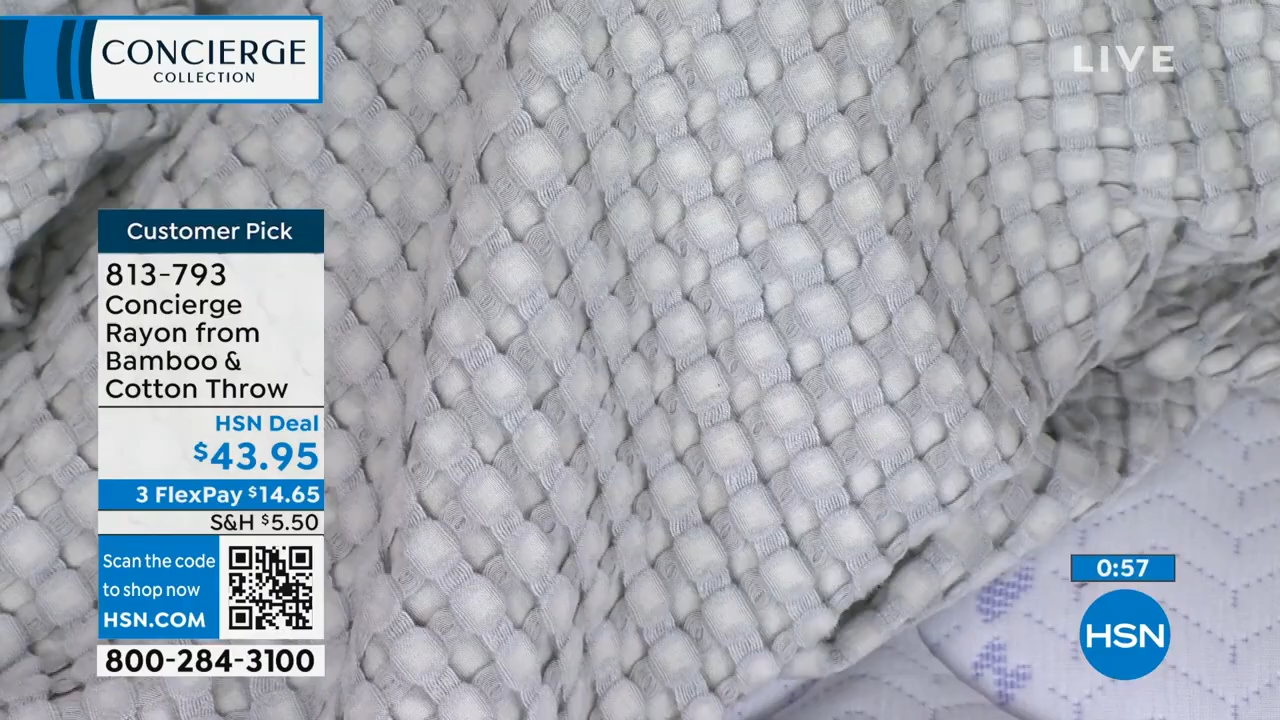 CONCIERGE
COLLECTION
LIVE
Customer Pick
813-793
Concierge
Rayon from
Bamboo &
Cotton Throw
HSN Deal
$43.95
3 FlexPay $14.65
S&H $5.50
Scan the code
to shop now
HSN.COM
800-284-3100
0:57
HSN